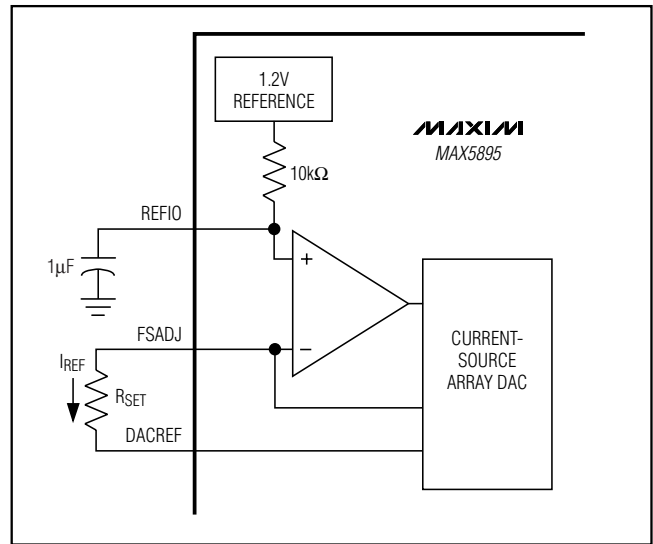 1.2V
REFERENCE
MAXIM
MAX5895
10kΩ
REFIO
1μF
+
FSADJ
−
CURRENT-
SOURCE
ARRAY DAC
IREF
RSET
DACREF